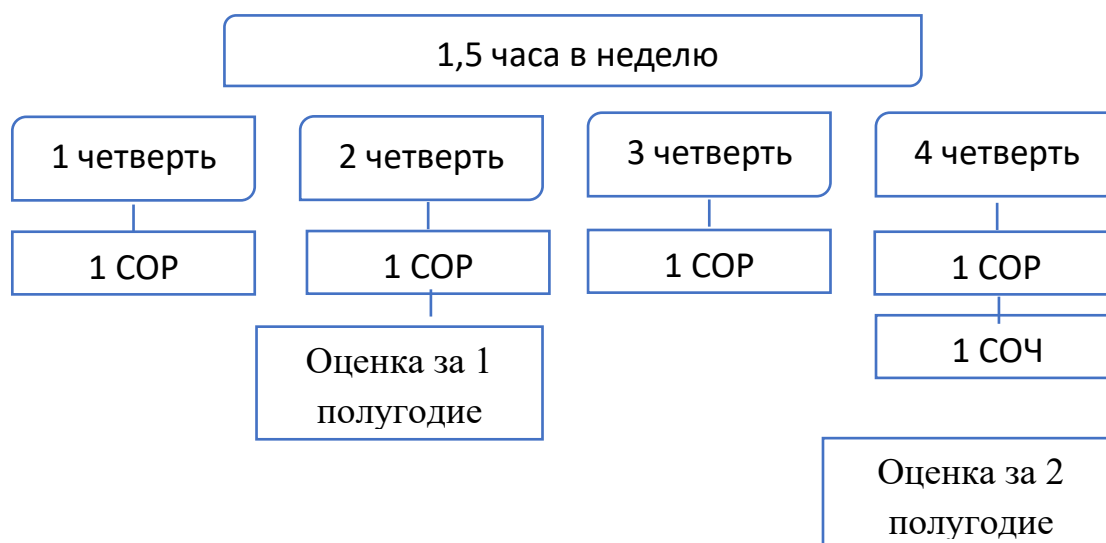 1,5 часа в неделю
1 четверть
2 четверть
3 четверть
4 четверть
1 СОР
1 СОР
1 СОР
1 СОР
Оценка за 1
полугодие
1 СОЧ
Оценка за 2
полугодие